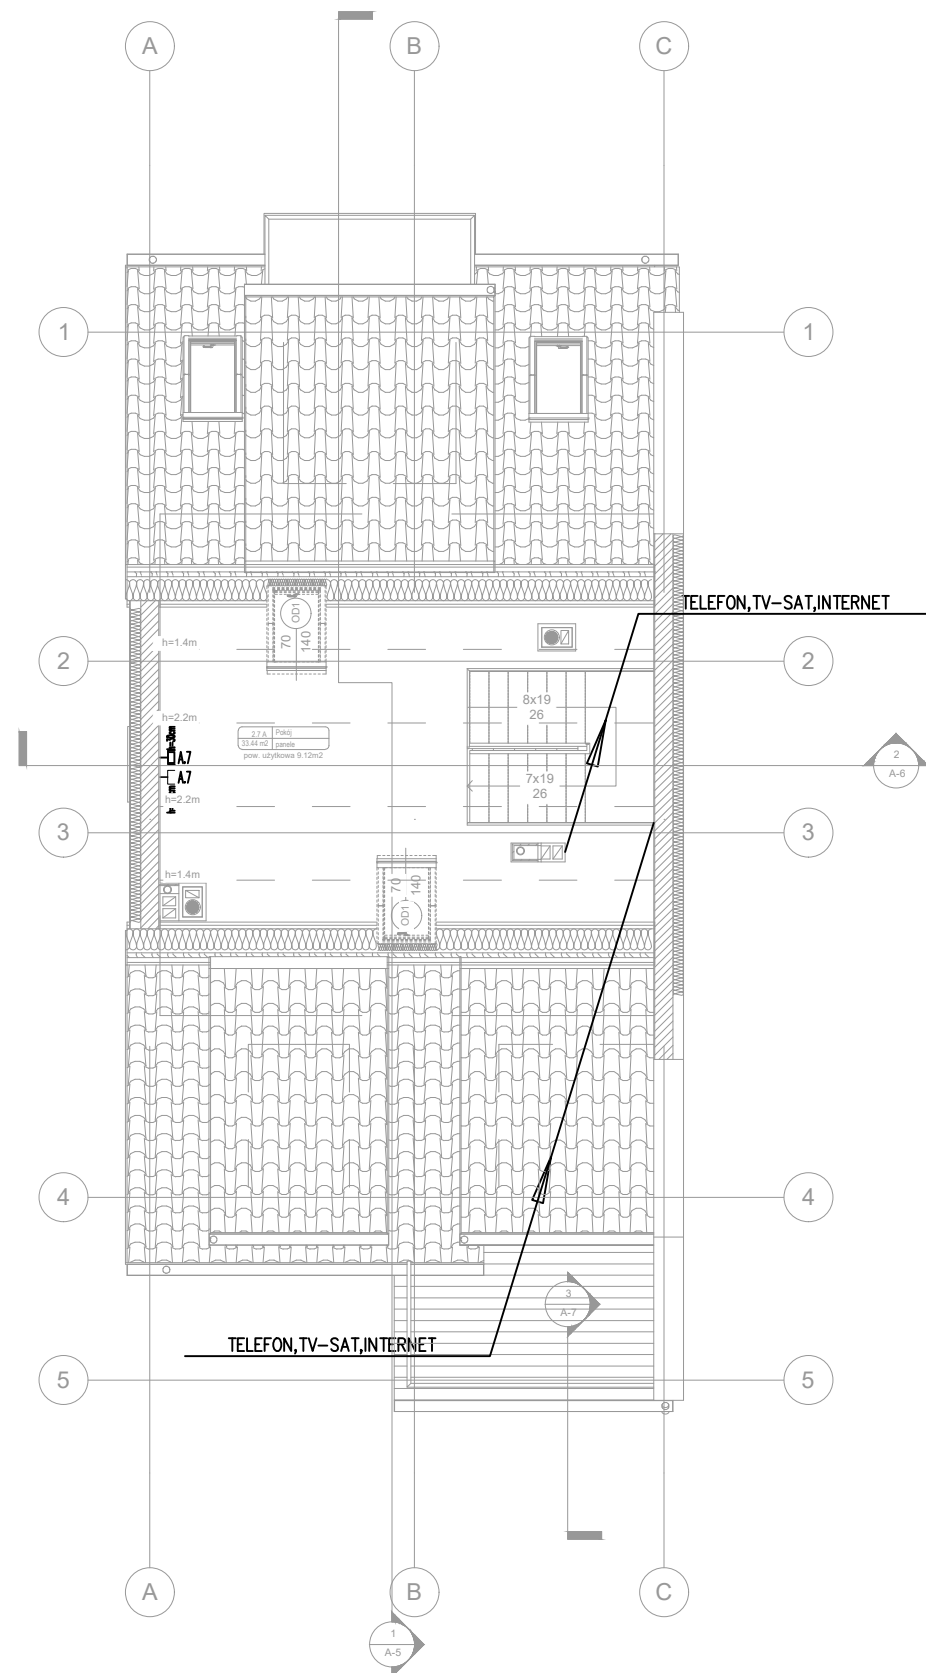 A
B
C
1
1
TELEFON,TV-SAT,INTERNET
OD1
70
140
h=1.4m
2
2
8x19
26
h=2.2m
2.7 A Pokój
33.44 m2 panele
pow. użytkowa 9.12m2
h=30cm
A.7
A.7
2
A-6
7x19
26
h=2.2m
3
3
h=1.4m
70
140
OD1
4
4
3
A-7
TELEFON,TV-SAT,INTERNET
5
5
A
B
C
1
A-5